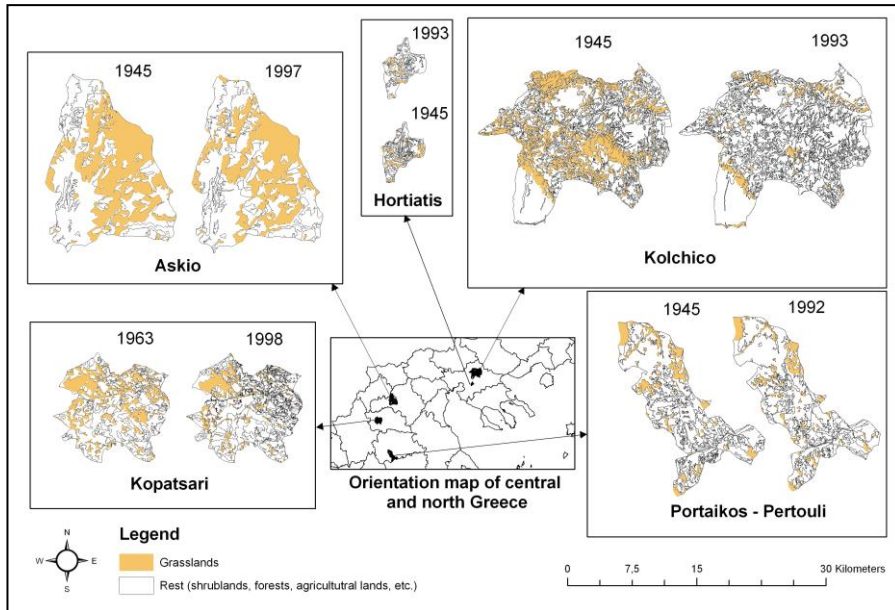 1945
1997
Askio
1993
1945
Hortiatis
1945
1993
Kolchico
1963
1998
Kopatsari
Orientation map of central
and north Greece
1945
1992
Portaikos - Pertouli
N
W
E
S
Legend
Grasslands
Rest (shrublands, forests, agricultutral lands, etc.)
0
7,5
15
30 Kilometers